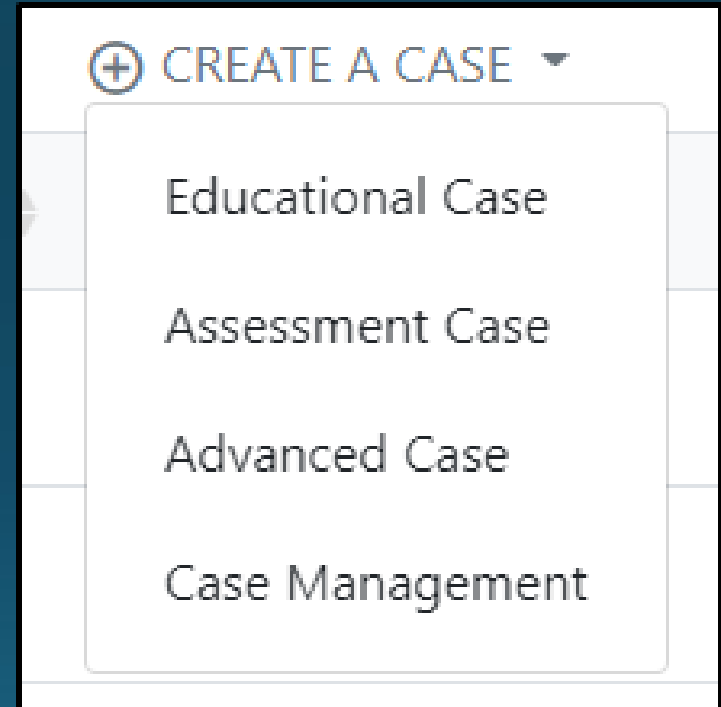 CREATE A CASE
Educational Case
Assessment Case
Advanced Case
Case Management